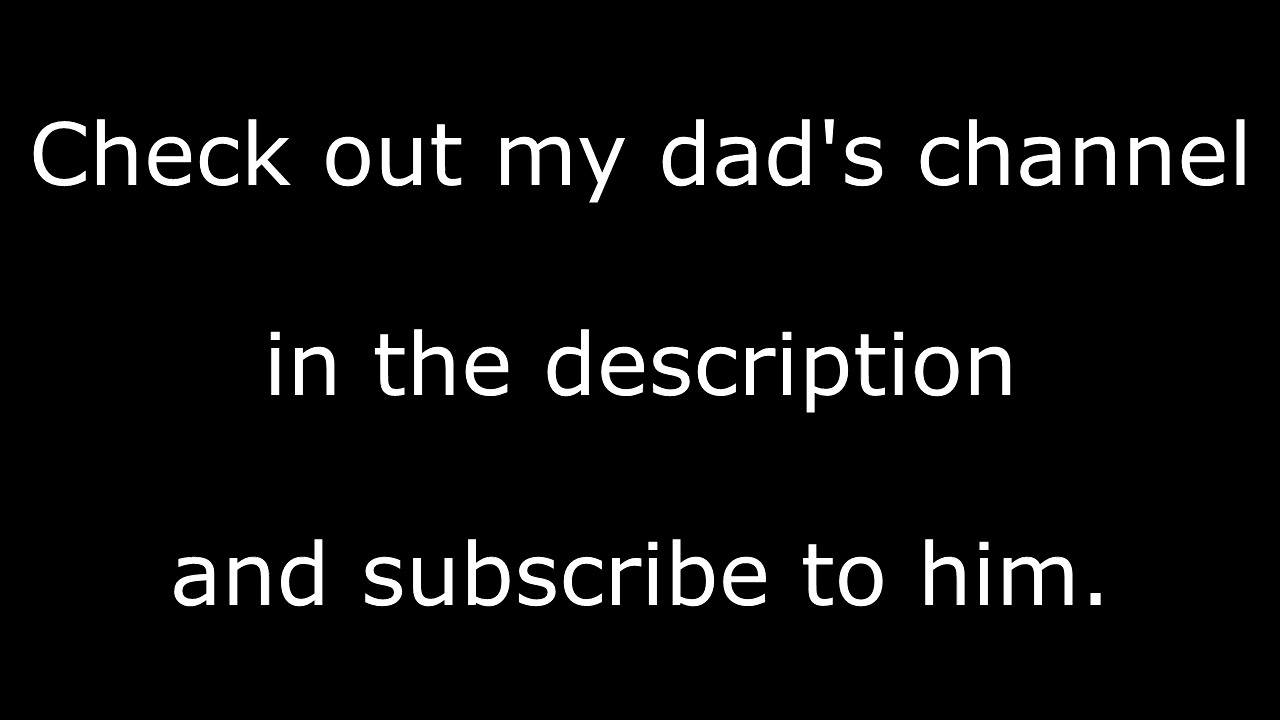 Check out my dad's channel
in the description
and subscribe to him.